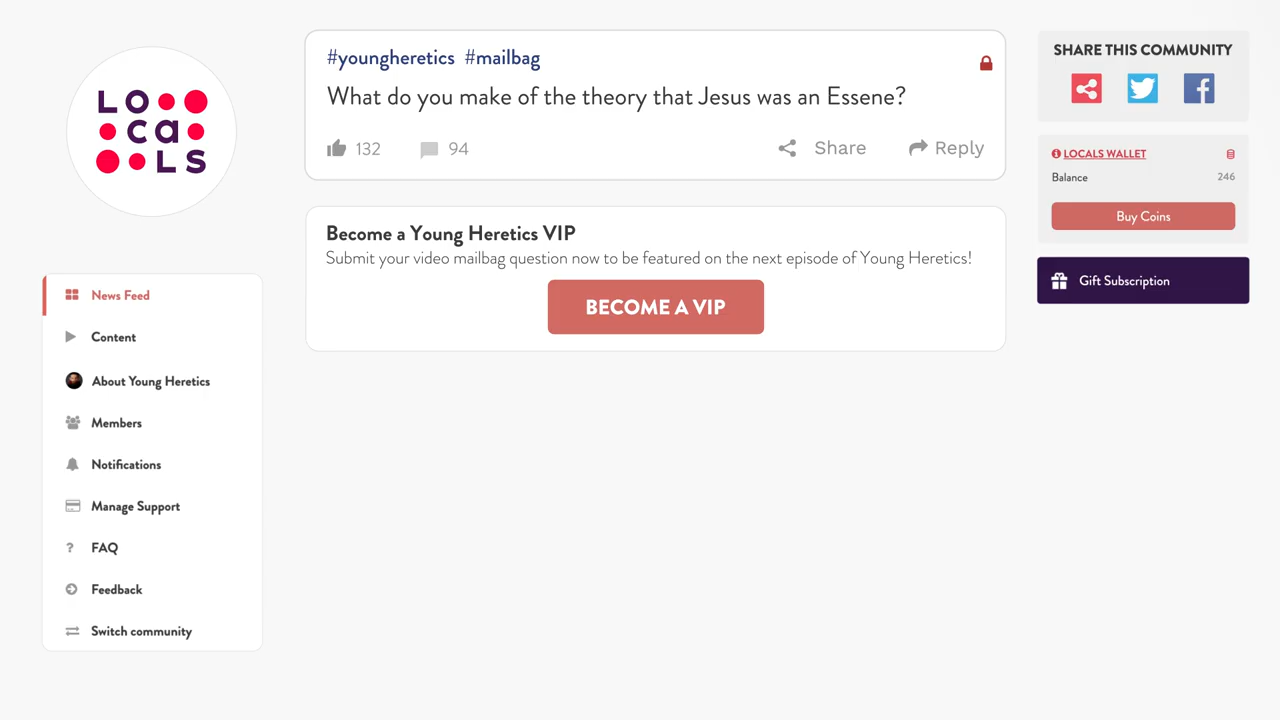 LOCALS
News Feed
Content
About Young Heretics
Members
Notifications
Manage Support
? FAQ
Feedback
Switch community
#youngheretics #mailbag
What do you make of the theory that Jesus was an Essene?
132 94 Share Reply
Become a Young Heretics VIP
Submit your video mailbag question now to be featured on the next episode of Young Heretics!
BECOME A VIP
SHARE THIS COMMUNITY
LOCALS WALLET
Balance 246
Buy Coins
Gift Subscription